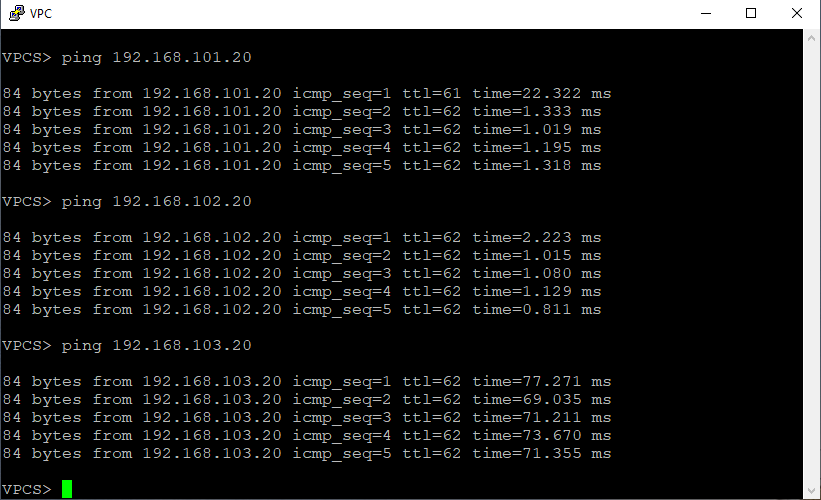 VPC
VPCS> ping 192.168.101.20
84 bytes from 192.168.101.20 icmp_seq=1 ttl=61 time=22.322 ms
84 bytes from 192.168.101.20 icmp_seq=2 ttl=62 time=1.333 ms
84 bytes from 192.168.101.20 icmp_seq=3 ttl=62 time=1.019 ms
84 bytes from 192.168.101.20 icmp_seq=4 ttl=62 time=1.195 ms
84 bytes from 192.168.101.20 icmp_seq=5 ttl=62 time=1.318 ms
VPCS> ping 192.168.102.20
84 bytes from 192.168.102.20 icmp_seq=1 ttl=62 time=2.223 ms
84 bytes from 192.168.102.20 icmp_seq=2 ttl=62 time=1.015 ms
84 bytes from 192.168.102.20 icmp_seq=3 ttl=62 time=1.080 ms
84 bytes from 192.168.102.20 icmp_seq=4 ttl=62 time=1.129 ms
84 bytes from 192.168.102.20 icmp_seq=5 ttl=62 time=0.811 ms
VPCS> ping 192.168.103.20
84 bytes from 192.168.103.20 icmp_seq=1 ttl=62 time=77.271 ms
84 bytes from 192.168.103.20 icmp_seq=2 ttl=62 time=69.035 ms
84 bytes from 192.168.103.20 icmp_seq=3 ttl=62 time=71.211 ms
84 bytes from 192.168.103.20 icmp_seq=4 ttl=62 time=73.670 ms
84 bytes from 192.168.103.20 icmp_seq=5 ttl=62 time=71.355 ms
VPCS>